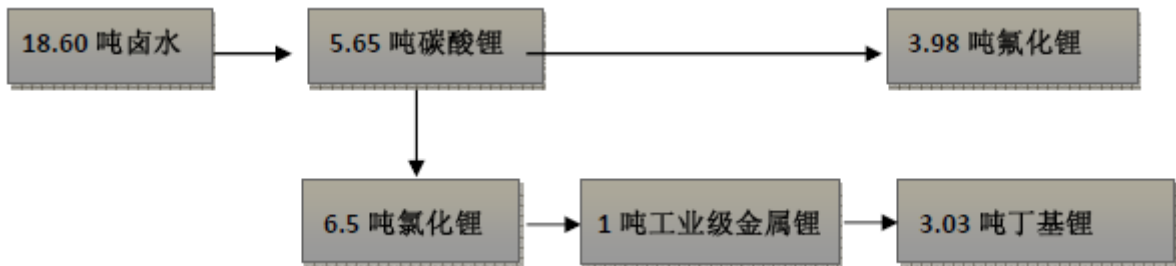 18.60 吨卤水
5.65 吨碳酸锂
3.98 吨氟化锂
6.5 吨氯化锂
1 吨工业级金属锂
3.03 吨丁基锂